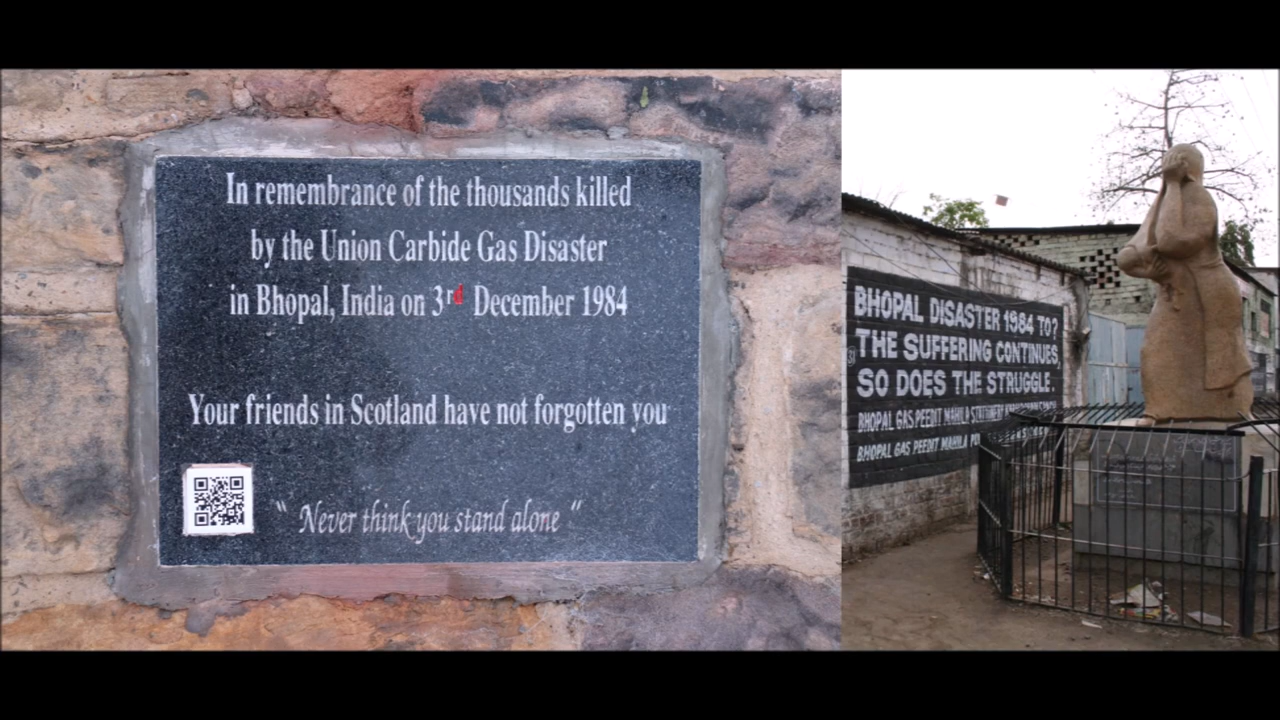 In remembrance of the thousands killed
by the Union Carbide Gas Disaster
in Bhopal, India on 3rd December 1984
Your friends in Scotland have not forgotten you
" Never think you stand alone "
BHOPAL DISASTER 1984 TO?
THE SUFFERING CONTINUES,
SO DOES THE STRUGGLE.
BHOPAL GAS PEEDIT MAHILA STATIONERY
BHOPAL GAS PEEDIT MAHILA